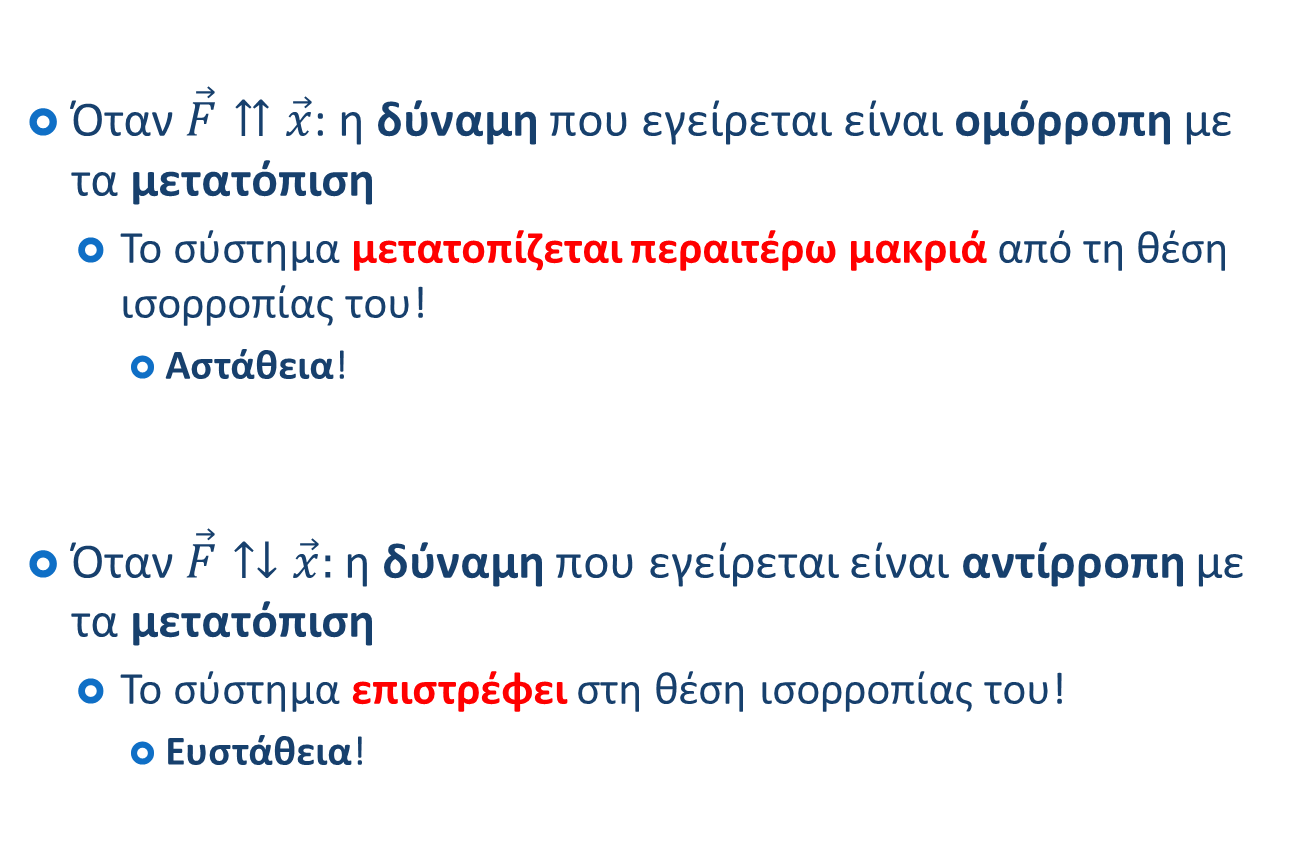 Όταν F⃗ ↑↑ x⃗: η δύναμη που εγείρεται είναι ομόρροπη με
τα μετατόπιση
Το σύστημα μετατοπίζεται περαιτέρω μακριά από τη θέση
ισορροπίας του!
Αστάθεια!
Όταν F⃗ ↑↓ x⃗: η δύναμη που εγείρεται είναι αντίρροπη με
τα μετατόπιση
Το σύστημα επιστρέφει στη θέση ισορροπίας του!
Ευστάθεια!